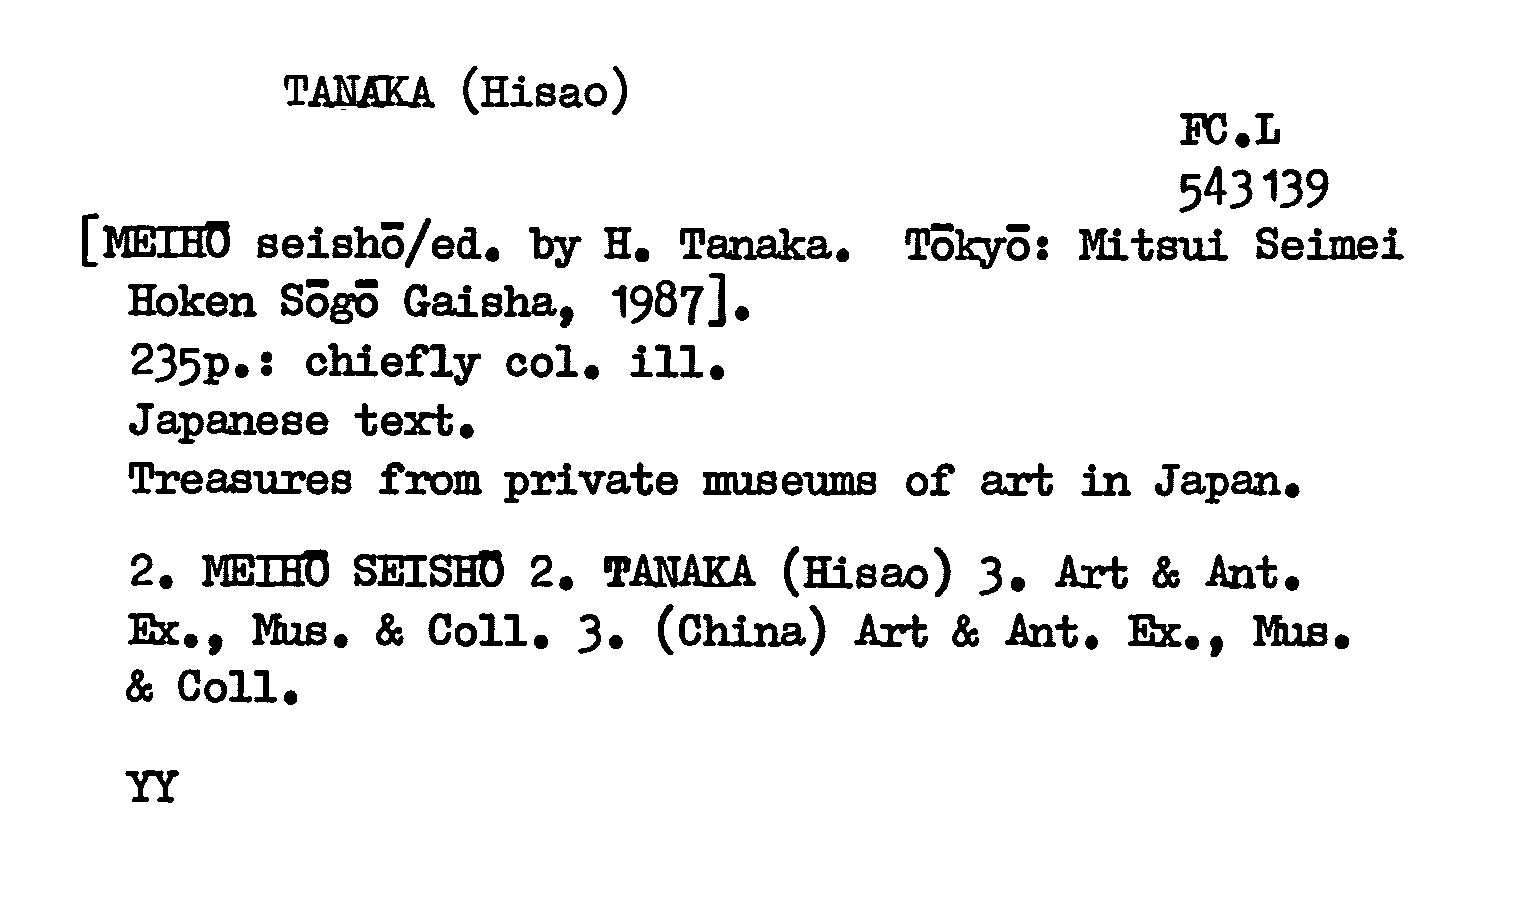 TANAKA (Hisao)
FC.L
543139
[MEIHŌ seishō/ed. by H. Tanaka. Tōkyō: Mitsui Seimei
Hoken Sōgō Gaisha, 1987].
235p.: chiefly col. ill.
Japanese text.
Treasures from private museums of art in Japan.
2. MEIHŌ SEISHŌ 2. TANAKA (Hisao) 3. Art & Ant.
Ex., Mus. & Coll. 3. (China) Art & Ant. Ex., Mus.
& Coll.
YY